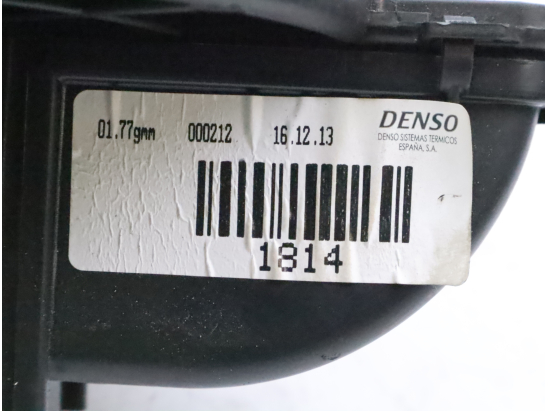 01.77gmm 000212 16.12.13
DENSO
DENSO SISTEMAS TERMICOS
ESPAÑA, S.A.
1814